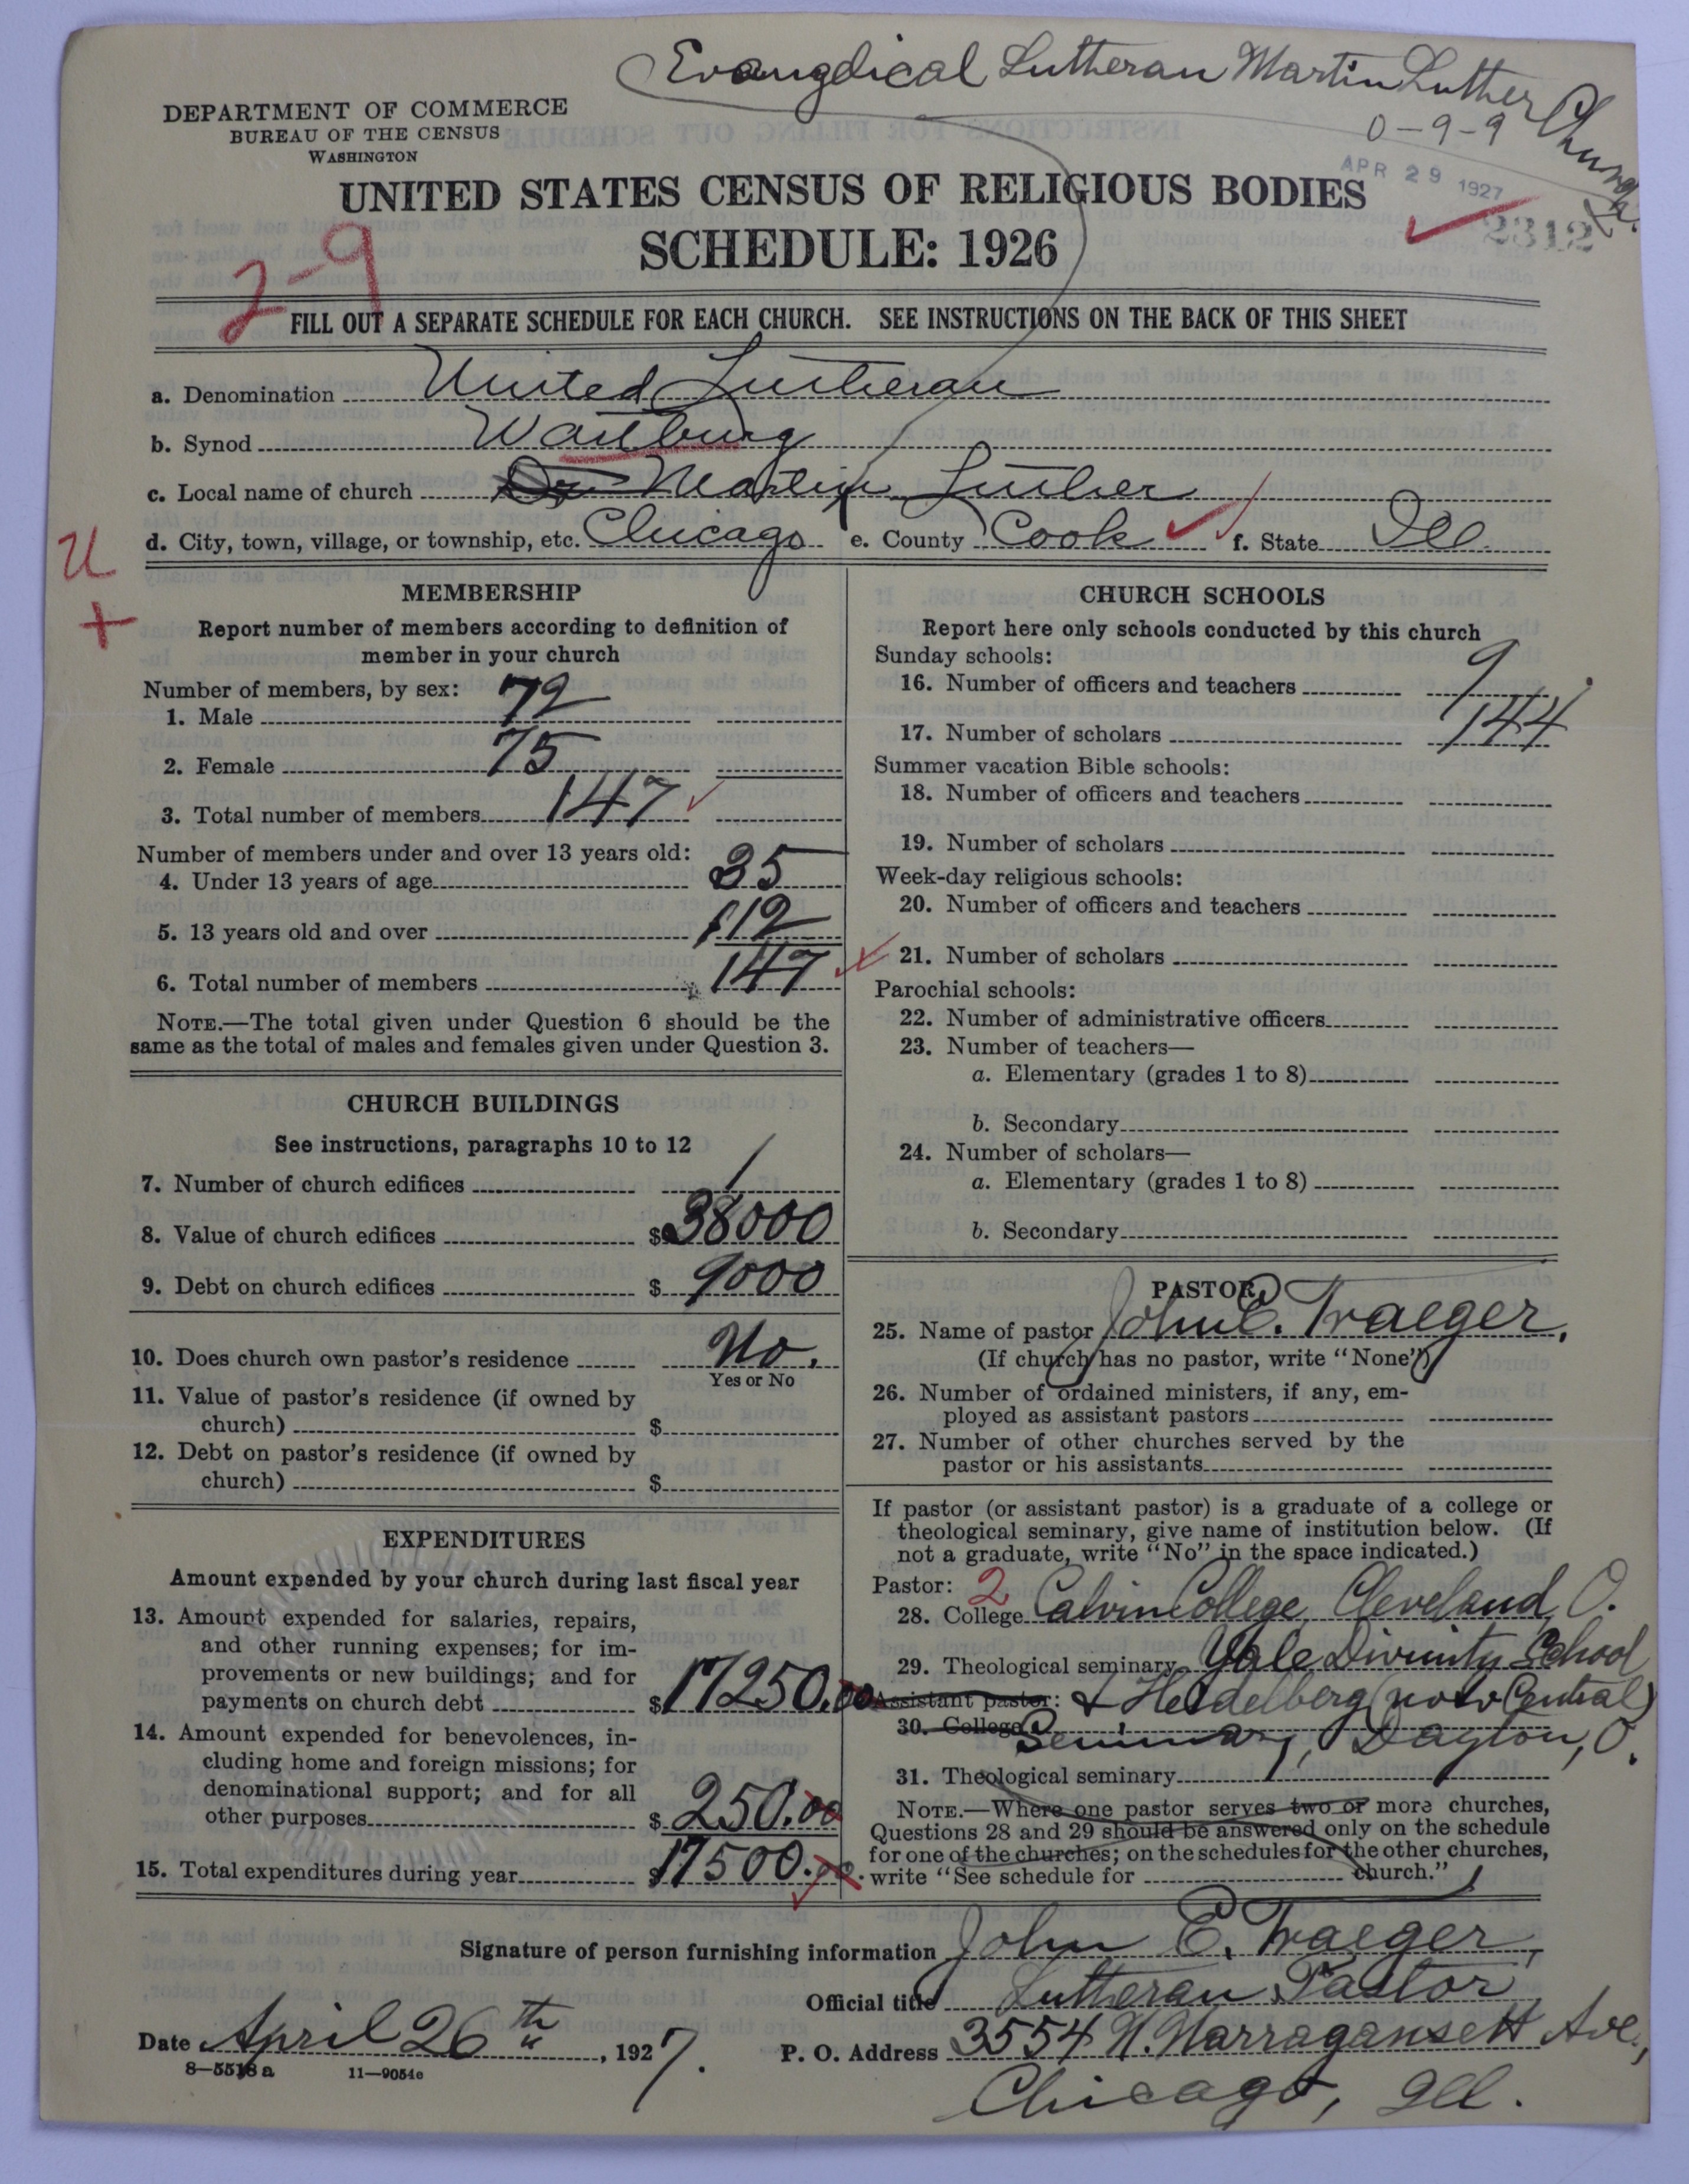 Evangelical Lutheran Martin Luther Church.
DEPARTMENT OF COMMERCE
BUREAU OF THE CENSUS
WASHINGTON
0-9-9
APR 29 1927
2312
UNITED STATES CENSUS OF RELIGIOUS BODIES
SCHEDULE: 1926
2-9
FILL OUT A SEPARATE SCHEDULE FOR EACH CHURCH. SEE INSTRUCTIONS ON THE BACK OF THIS SHEET
a. Denomination United Lutheran
b. Synod Wartburg
c. Local name of church Dr. Martin Luther
d. City, town, village, or township, etc. Chicago e. County Cook f. State Ill.
U
+
MEMBERSHIP
Report number of members according to definition of
member in your church
Number of members, by sex:
1. Male 72
2. Female 75
3. Total number of members 147
Number of members under and over 13 years old:
4. Under 13 years of age 35
5. 13 years old and over 112
6. Total number of members 147
NOTE.—The total given under Question 6 should be the
same as the total of males and females given under Question 3.
CHURCH BUILDINGS
See instructions, paragraphs 10 to 12
7. Number of church edifices 1
8. Value of church edifices $38000
9. Debt on church edifices $ 9000
10. Does church own pastor's residence No.
Yes or No
11. Value of pastor's residence (if owned by
church) $
12. Debt on pastor's residence (if owned by
church) $
EXPENDITURES
Amount expended by your church during last fiscal year
13. Amount expended for salaries, repairs,
and other running expenses; for im-
provements or new buildings; and for
payments on church debt $17250.00
14. Amount expended for benevolences, in-
cluding home and foreign missions; for
denominational support; and for all
other purposes $ 250.00
15. Total expenditures during year $17500.00
CHURCH SCHOOLS
Report here only schools conducted by this church
Sunday schools:
16. Number of officers and teachers 9
17. Number of scholars 144
Summer vacation Bible schools:
18. Number of officers and teachers
19. Number of scholars
Week-day religious schools:
20. Number of officers and teachers
21. Number of scholars
Parochial schools:
22. Number of administrative officers
23. Number of teachers—
a. Elementary (grades 1 to 8)
b. Secondary
24. Number of scholars—
a. Elementary (grades 1 to 8)
b. Secondary
PASTOR
25. Name of pastor John E. Traeger,
(If church has no pastor, write "None")
26. Number of ordained ministers, if any, em-
ployed as assistant pastors
27. Number of other churches served by the
pastor or his assistants
If pastor (or assistant pastor) is a graduate of a college or
theological seminary, give name of institution below. (If
not a graduate, write "No" in the space indicated.)
Pastor: 2
28. College Calvin College, Cleveland, O.
29. Theological seminary Yale Divinity School
Assistant pastor: & Heidelberg (now Central)
30. College Seminary, Dayton, O.
31. Theological seminary
NOTE.—Where one pastor serves two or more churches,
Questions 28 and 29 should be answered only on the schedule
for one of the churches; on the schedules for the other churches,
write "See schedule for church."
Signature of person furnishing information John E. Traeger,
Official title Lutheran Pastor,
Date April 26th, 1927. P. O. Address 3554 N. Narragansett Ave.,
Chicago, Ill.
8—5518a 11—9054e